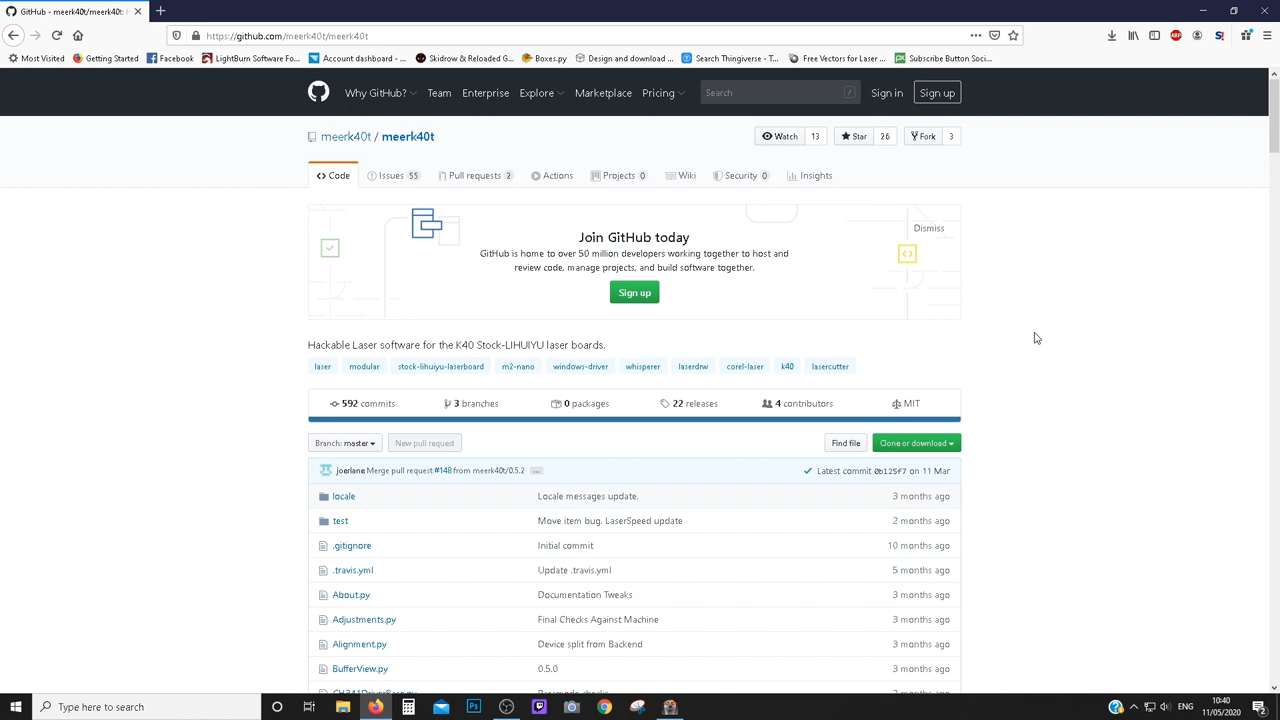 GitHub - meerk40t/meerk40t: H
https://github.com/meerk40t/meerk40t
Most Visited Getting Started Facebook LightBurn Software Fo... Account dashboard - ... Skidrow & Reloaded G... Boxes.py Design and download ... Search Thingiverse - T... Free Vectors for Laser ... Subscribe Button Soci...
Why GitHub? Team Enterprise Explore Marketplace Pricing Search / Sign in Sign up
meerk40t / meerk40t Watch 13 Star 26 Fork 3
Code Issues 55 Pull requests 2 Actions Projects 0 Wiki Security 0 Insights
Dismiss
Join GitHub today
GitHub is home to over 50 million developers working together to host and
review code, manage projects, and build software together.
Sign up
Hackable Laser software for the K40 Stock-LIHUIYU laser boards.
laser modular stock-lihuiyu-laserboard m2-nano windows-driver whisperer laserdrw corel-laser k40 lasercutter
592 commits 3 branches 0 packages 22 releases 4 contributors MIT
Branch: master New pull request Find file Clone or download
joerlane Merge pull request #148 from meerk40t/0.5.2 ... Latest commit 0b125f7 on 11 Mar
locale Locale messages update. 3 months ago
test Move item bug. LaserSpeed update 2 months ago
.gitignore Initial commit 10 months ago
.travis.yml Update .travis.yml 5 months ago
About.py Documentation Tweaks 3 months ago
Adjustments.py Final Checks Against Machine 3 months ago
Alignment.py Device split from Backend 3 months ago
BufferView.py 0.5.0 3 months ago
Type here to search
ENG
10:40
11/05/2020
2